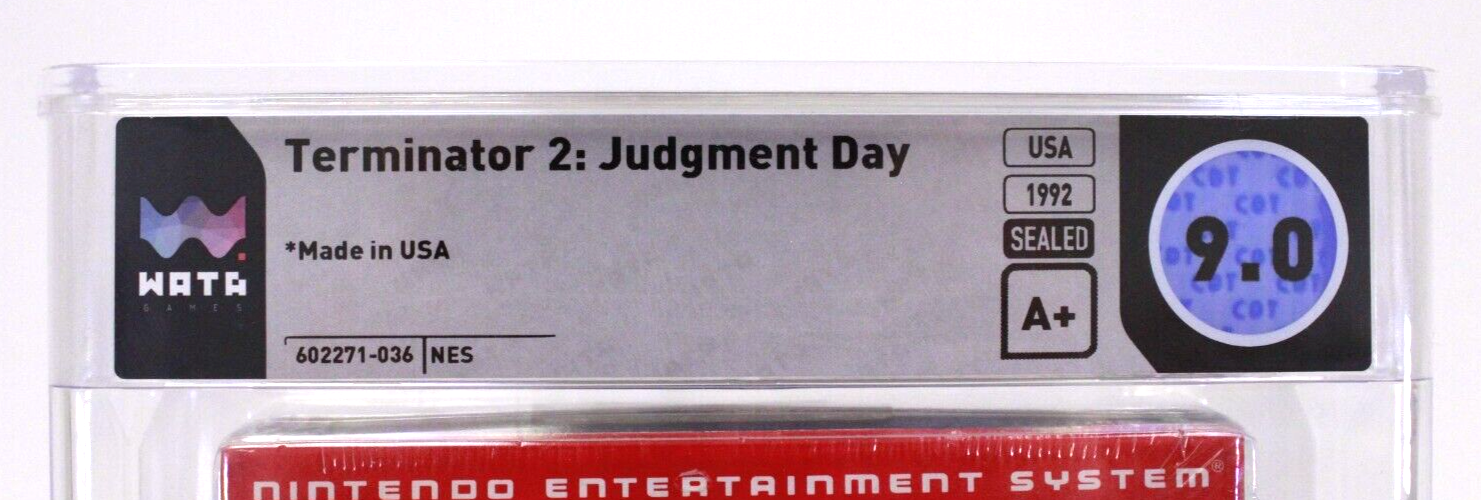 Terminator 2: Judgment Day
USA
1992
*Made in USA
SEALED
9.0
WATA
GAMES
A+
602271-036 NES
NINTENDO ENTERTAINMENT SYSTEM®